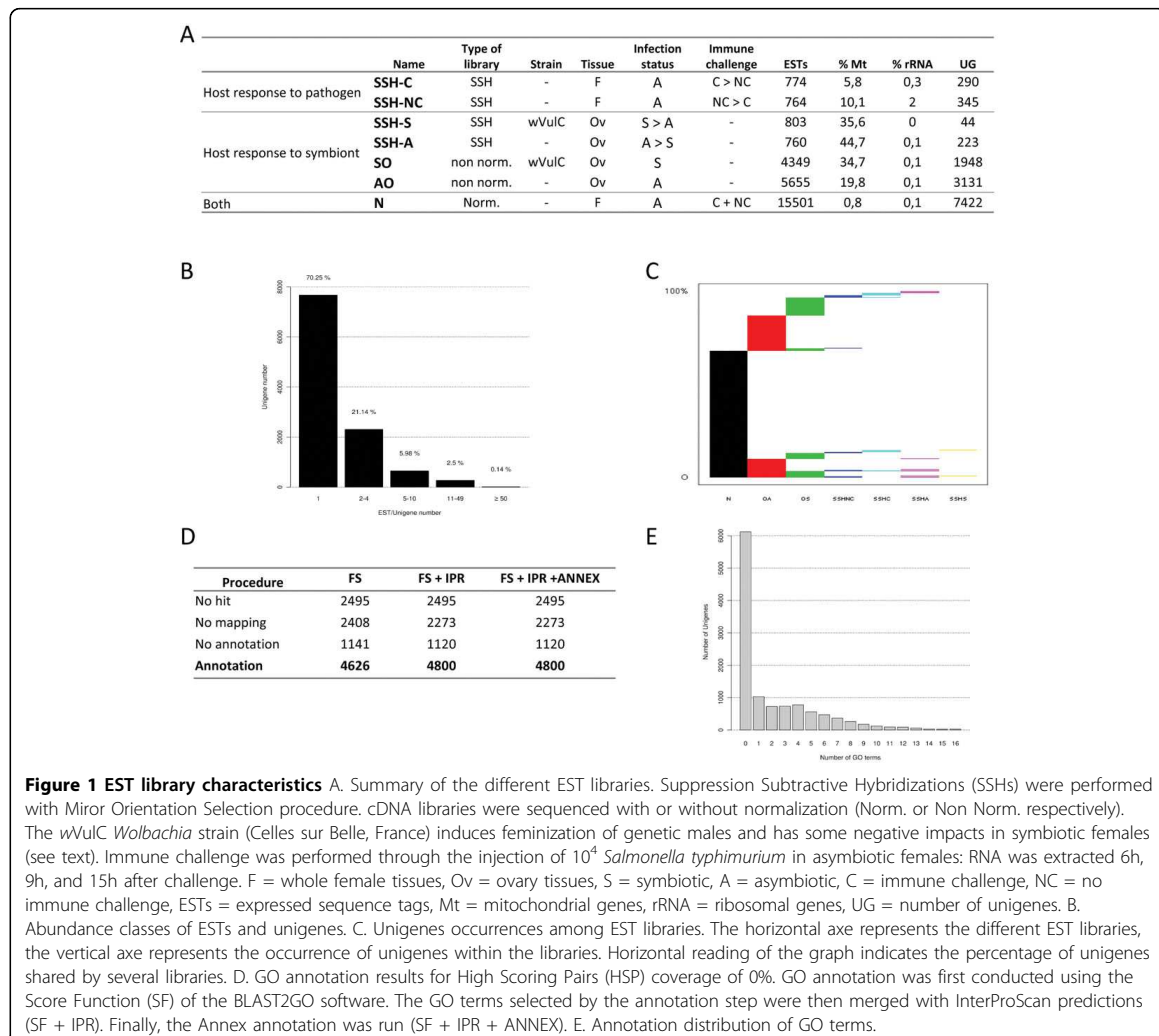 A
Name Type of library Strain Tissue Infection status Immune challenge ESTs % Mt % rRNA UG
Host response to pathogen SSH-C SSH - F A C > NC 774 5,8 0,3 290
SSH-NC SSH - F A NC > C 764 10,1 2 345
Host response to symbiont SSH-S SSH wVulC Ov S > A - 803 35,6 0 44
SSH-A SSH - Ov A > S - 760 44,7 0,1 223
SO non norm. wVulC Ov S - 4349 34,7 0,1 1948
AO non norm. - Ov A - 5655 19,8 0,1 3131
Both N Norm. - F A C + NC 15501 0,8 0,1 7422
B
Unigene number
8000
6000
4000
2000
0
70.25 %
21.14 %
5.98 %
2.5 %
0.14 %
1 2-4 5-10 11-49 ≥ 50
EST/Unigene number
C
100%
0
N OA OS SSHNC SSHC SSHA SSHS
D
Procedure FS FS + IPR FS + IPR +ANNEX
No hit 2495 2495 2495
No mapping 2408 2273 2273
No annotation 1141 1120 1120
Annotation 4626 4800 4800
E
Number of Unigenes
6000
5000
4000
3000
2000
1000
0
0 1 2 3 4 5 6 7 8 9 10 11 12 13 14 15 16
Number of GO terms
Figure 1 EST library characteristics A. Summary of the different EST libraries. Suppression Subtractive Hybridizations (SSHs) were performed
with Miror Orientation Selection procedure. cDNA libraries were sequenced with or without normalization (Norm. or Non Norm. respectively).
The wVulC Wolbachia strain (Celles sur Belle, France) induces feminization of genetic males and has some negative impacts in symbiotic females
(see text). Immune challenge was performed through the injection of 10⁴ Salmonella typhimurium in asymbiotic females: RNA was extracted 6h,
9h, and 15h after challenge. F = whole female tissues, Ov = ovary tissues, S = symbiotic, A = asymbiotic, C = immune challenge, NC = no
immune challenge, ESTs = expressed sequence tags, Mt = mitochondrial genes, rRNA = ribosomal genes, UG = number of unigenes. B.
Abundance classes of ESTs and unigenes. C. Unigenes occurrences among EST libraries. The horizontal axe represents the different EST libraries,
the vertical axe represents the occurrence of unigenes within the libraries. Horizontal reading of the graph indicates the percentage of unigenes
shared by several libraries. D. GO annotation results for High Scoring Pairs (HSP) coverage of 0%. GO annotation was first conducted using the
Score Function (SF) of the BLAST2GO software. The GO terms selected by the annotation step were then merged with InterProScan predictions
(SF + IPR). Finally, the Annex annotation was run (SF + IPR + ANNEX). E. Annotation distribution of GO terms.